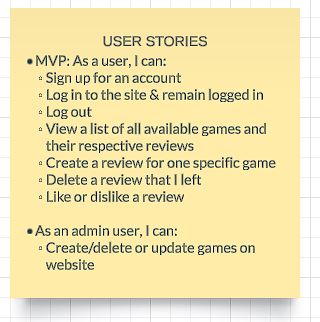 USER STORIES
• MVP: As a user, I can:
◦ Sign up for an account
◦ Log in to the site & remain logged in
◦ Log out
◦ View a list of all available games and
their respective reviews
◦ Create a review for one specific game
◦ Delete a review that I left
◦ Like or dislike a review
• As an admin user, I can:
◦ Create/delete or update games on
website